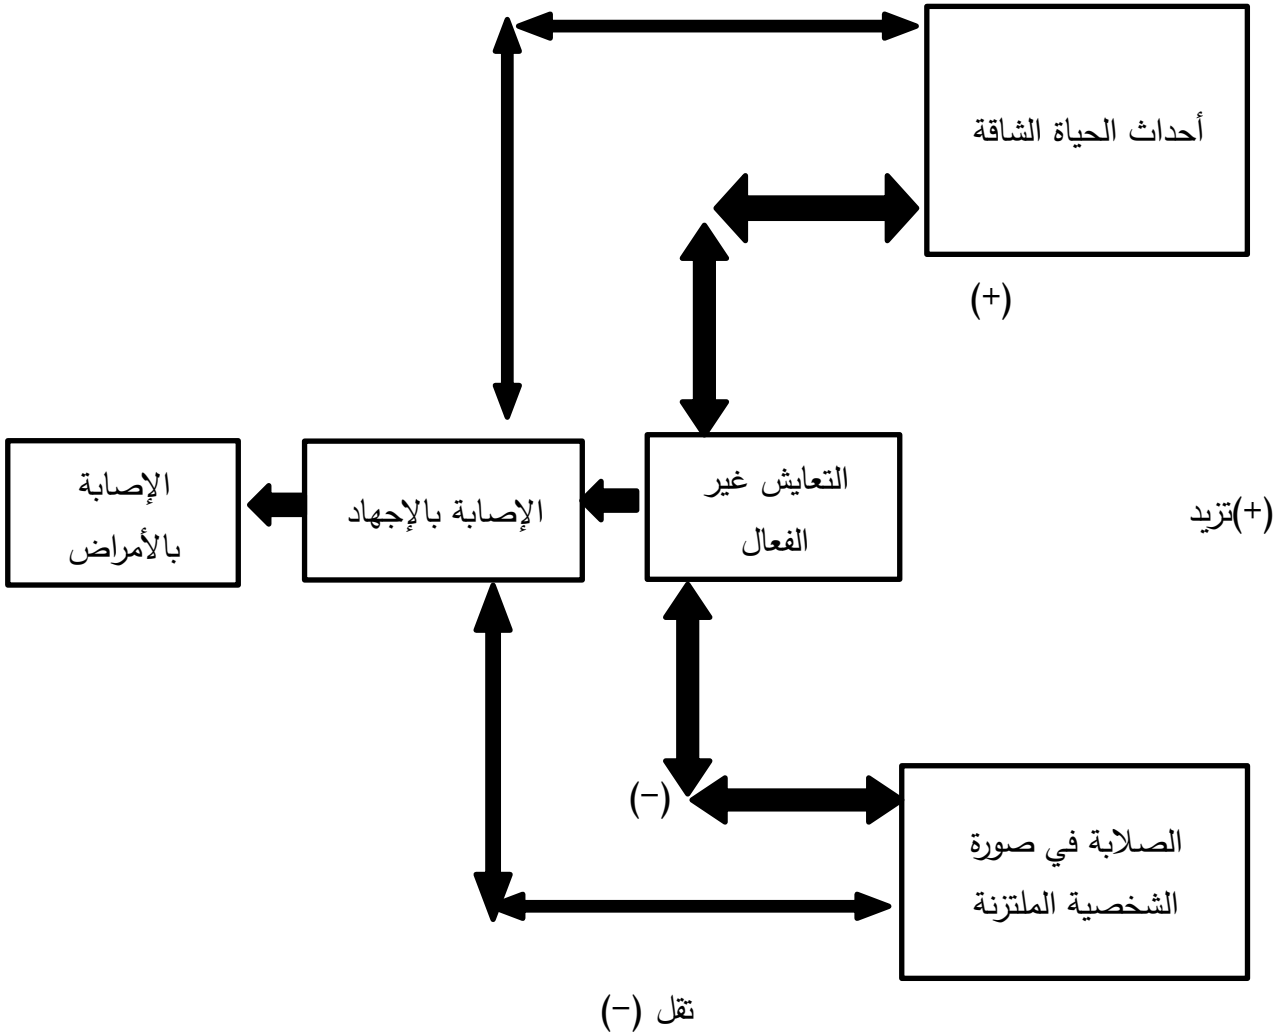 أحداث الحياة الشاقة
(+)
التعايش غير
الفعال
الإصابة بالإجهاد
الإصابة
بالأمراض
(+)تزيد
(-)
الصلابة في صورة
الشخصية الملتزنة
تقل (-)